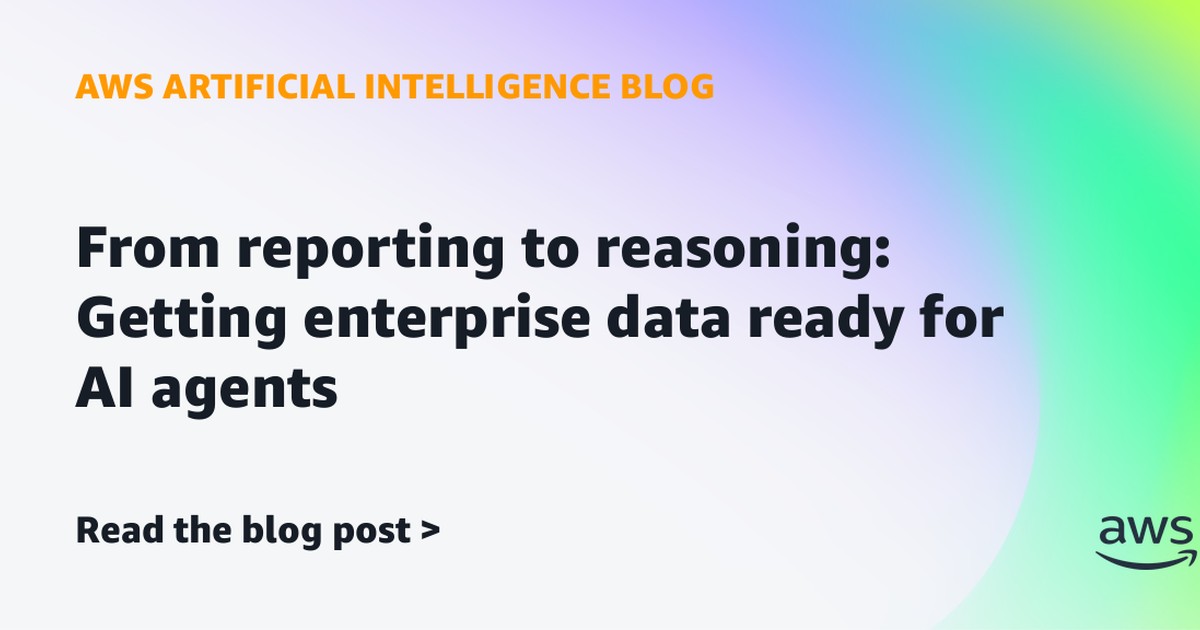 AWS ARTIFICIAL INTELLIGENCE BLOG
From reporting to reasoning:
Getting enterprise data ready for
AI agents
Read the blog post >
aws